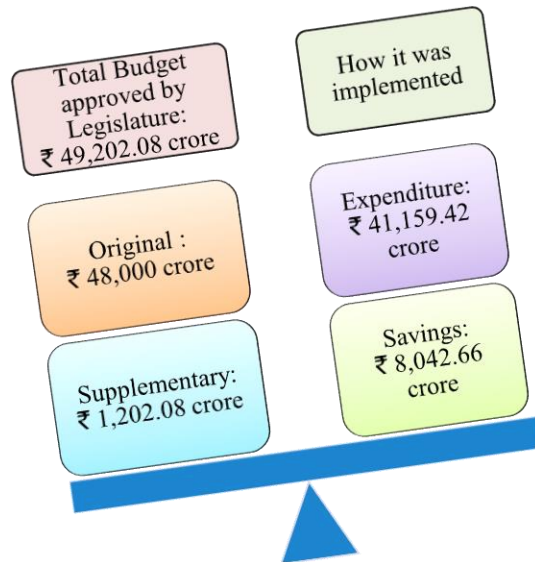 Total Budget
approved by
Legislature:
₹ 49,202.08 crore
Original :
₹ 48,000 crore
Supplementary:
₹ 1,202.08 crore
How it was
implemented
Expenditure:
₹ 41,159.42
crore
Savings:
₹ 8,042.66
crore